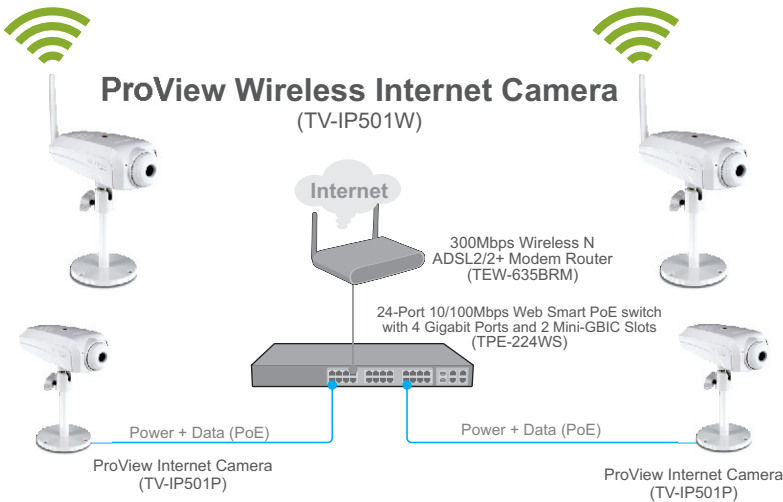 ProView Wireless Internet Camera
(TV-IP501W)
Internet
300Mbps Wireless N
ADSL2/2+ Modem Router
(TEW-635BRM)
24-Port 10/100Mbps Web Smart PoE switch
with 4 Gigabit Ports and 2 Mini-GBIC Slots
(TPE-224WS)
Power + Data (PoE)
Power + Data (PoE)
ProView Internet Camera
(TV-IP501P)
ProView Internet Camera
(TV-IP501P)